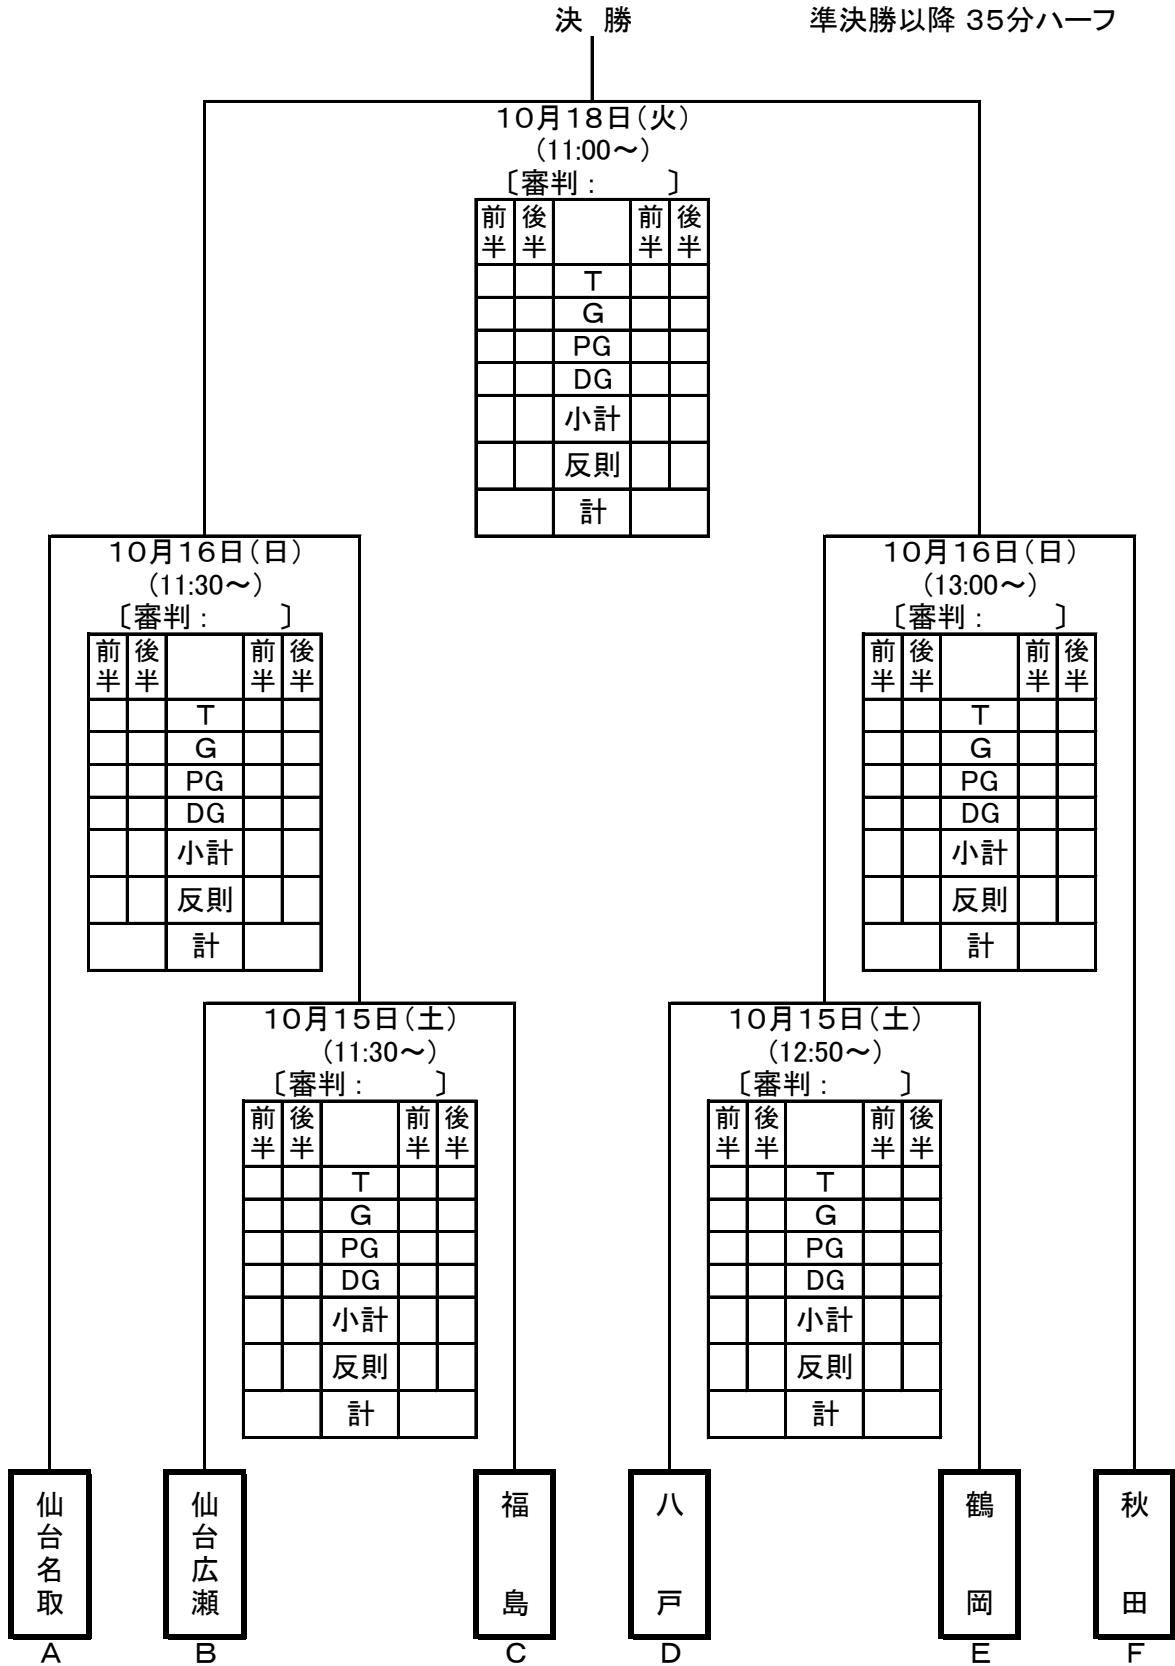 決 勝
準決勝以降 35分ハーフ
10月18日(火)
(11:00～)
〔審判： 〕
前半 後半 前半 後半
T
G
PG
DG
小計
反則
計
10月16日(日)
(11:30～)
〔審判： 〕
前半 後半 前半 後半
T
G
PG
DG
小計
反則
計
10月16日(日)
(13:00～)
〔審判： 〕
前半 後半 前半 後半
T
G
PG
DG
小計
反則
計
10月15日(土)
(11:30～)
〔審判： 〕
前半 後半 前半 後半
T
G
PG
DG
小計
反則
計
10月15日(土)
(12:50～)
〔審判： 〕
前半 後半 前半 後半
T
G
PG
DG
小計
反則
計
仙台名取
A
仙台広瀬
B
福島
C
八戸
D
鶴岡
E
秋田
F